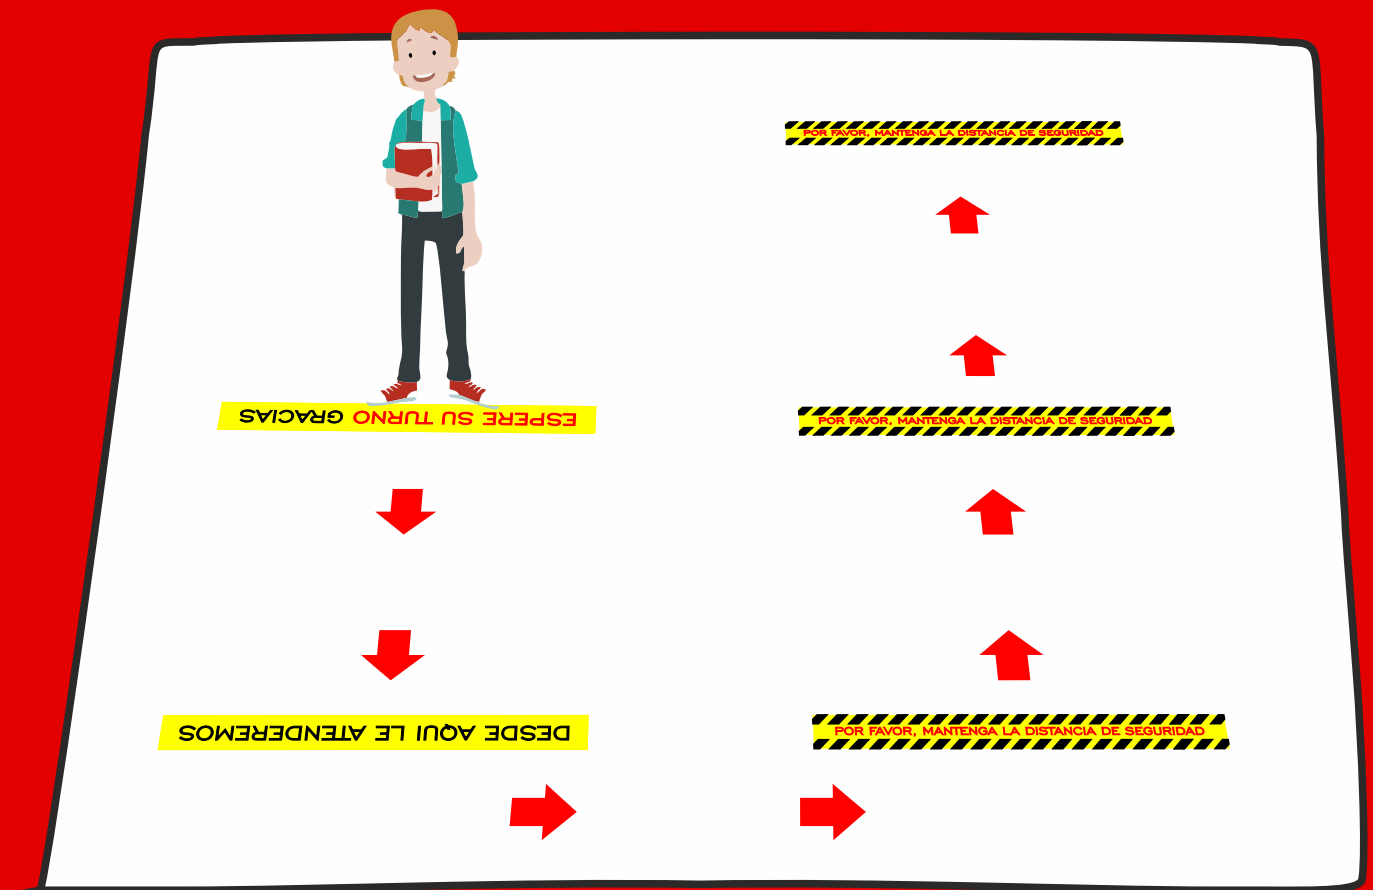 POR FAVOR, MANTENGA LA DISTANCIA DE SEGURIDAD
ESPERE SU TURNO GRACIAS
POR FAVOR, MANTENGA LA DISTANCIA DE SEGURIDAD
DESDE AQUI LE ATENDEREMOS
POR FAVOR, MANTENGA LA DISTANCIA DE SEGURIDAD